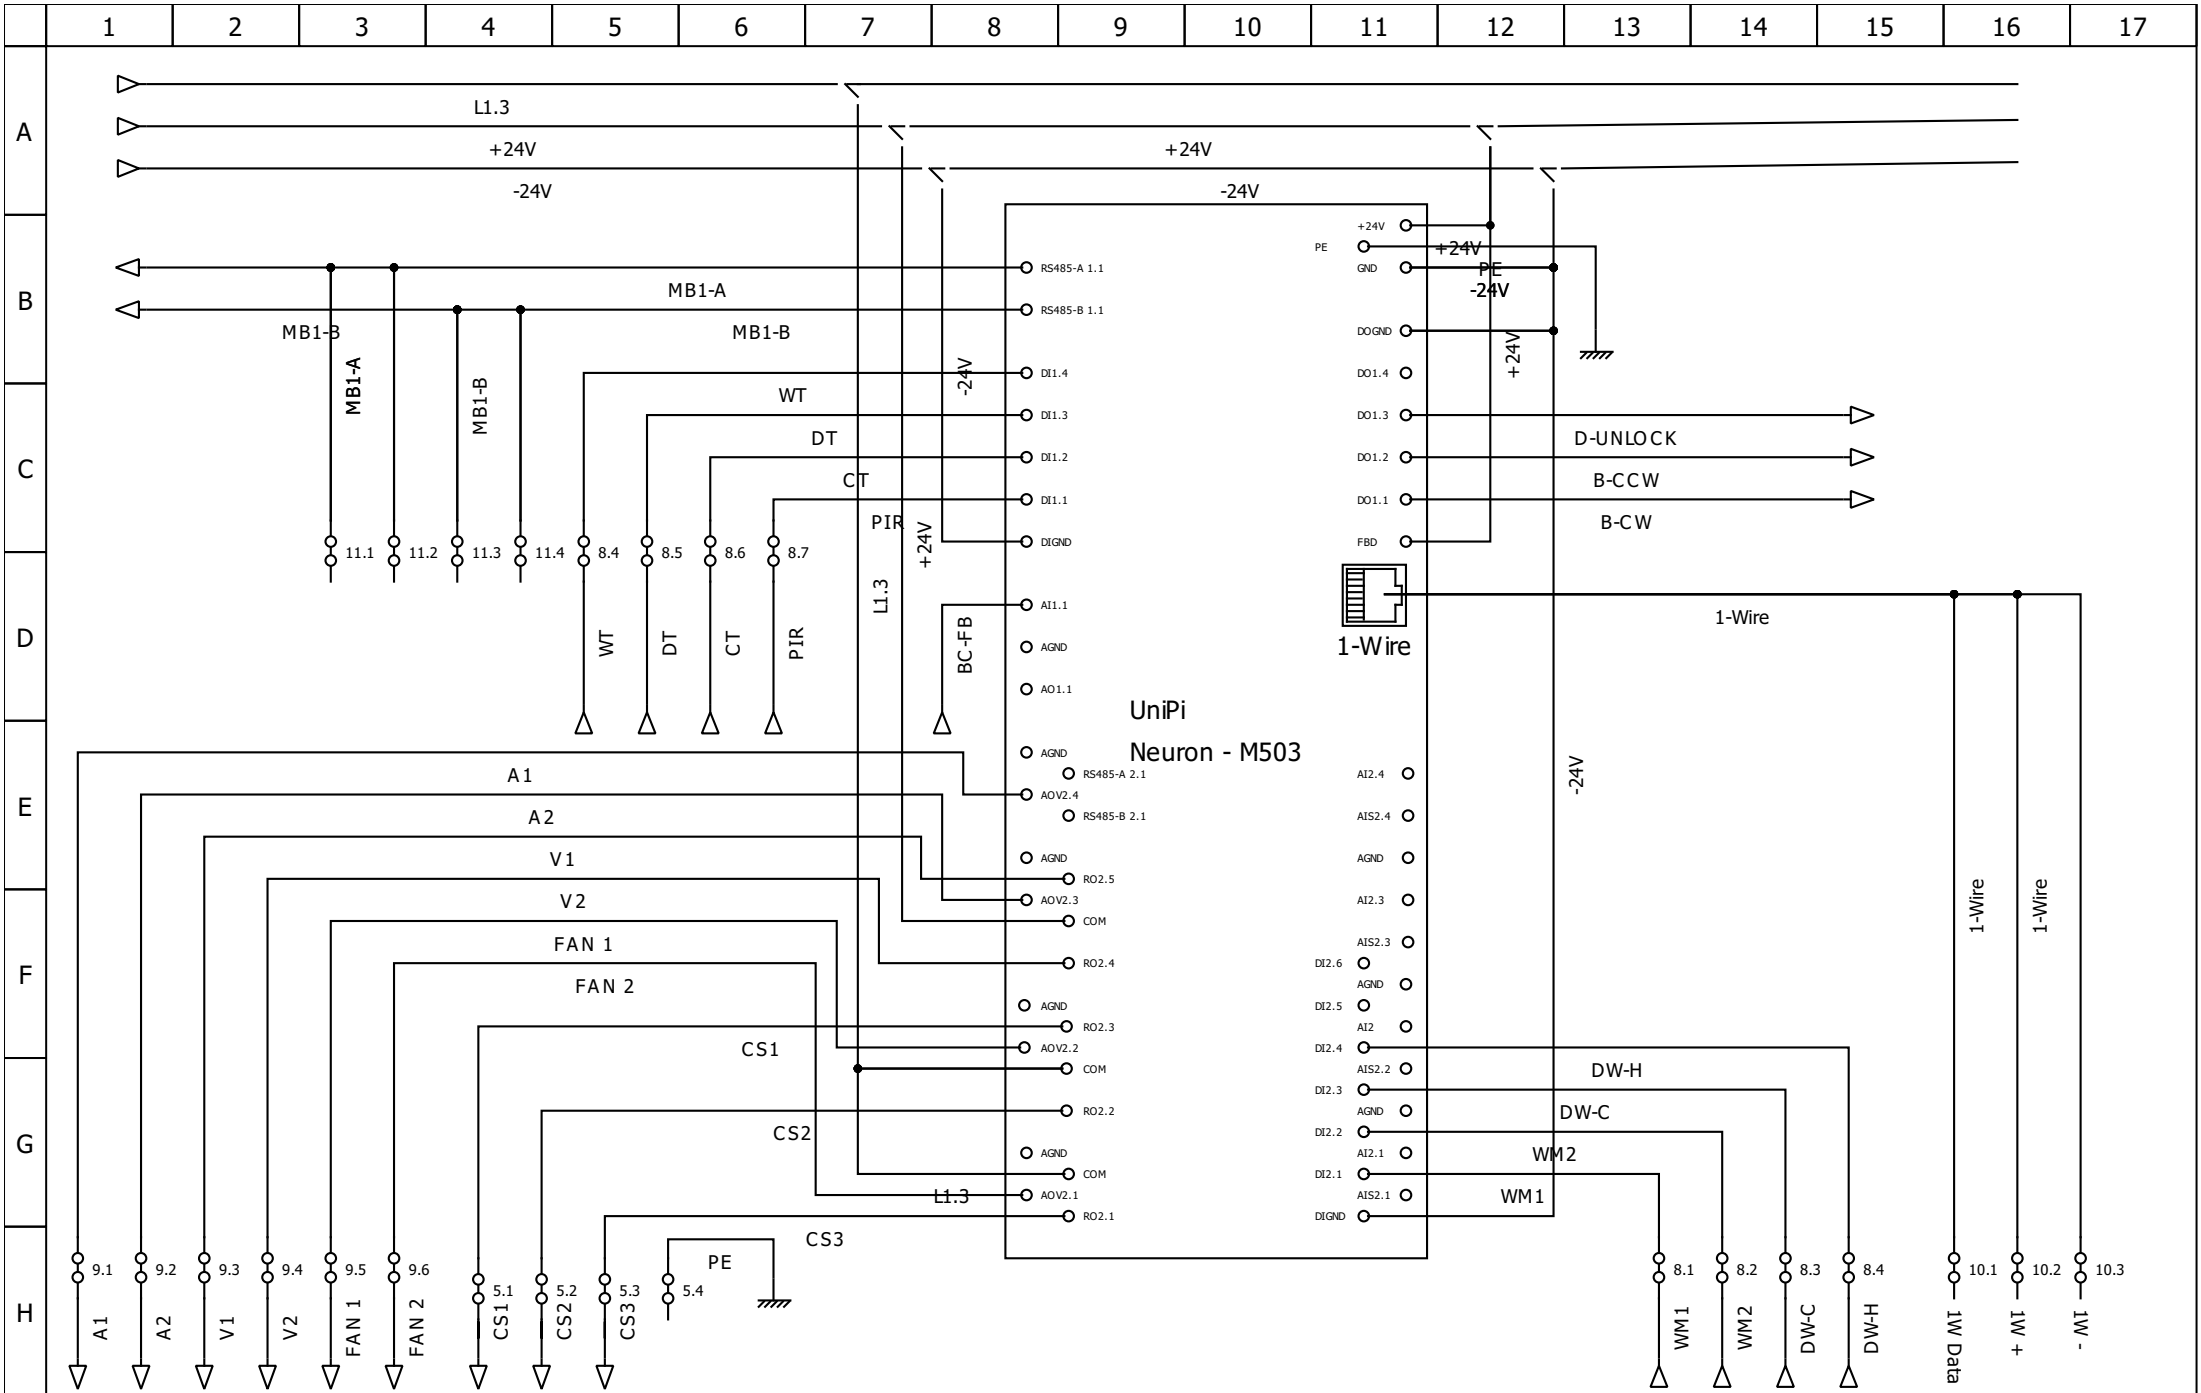 1 2 3 4 5 6 7 8 9 10 11 12 13 14 15 16 17
A
L1.3
+24V +24V
-24V -24V
+24V
PE +24V
B
RS485-A 1.1 GND PE
MB1-A -24V
RS485-B 1.1
MB1-B MB1-B DOGND
MB1-A MB1-B -24V +24V
DI1.4 DO1.4
WT
DI1.3 DO1.3
DT D-UNLOCK
C
DI1.2 DO1.2
CT B-CCW
DI1.1 DO1.1
PIR B-CW
+24V
DIGND FBD
11.1 11.2 11.3 11.4 8.4 8.5 8.6 8.7
L1.3
AI1.1
1-Wire
D
WT DT CT PIR BC-FB
AGND 1-Wire
AO1.1
UniPi
Neuron - M503
AGND
A1 RS485-A 2.1 AI2.4 -24V
E
AOV2.4
A2 RS485-B 2.1 AIS2.4
V1 AGND AGND
RO2.5
V2 AOV2.3 AI2.3 1-Wire 1-Wire
COM
FAN 1 AIS2.3
F
RO2.4 DI2.6
FAN 2 AGND
AGND DI2.5
RO2.3 AI2
CS1 AOV2.2 DI2.4
COM AIS2.2 DW-H
DI2.3
RO2.2 AGND DW-C
CS2 DI2.2
G
AGND AI2.1 WM2
COM DI2.1
L1.3 AOV2.1 AIS2.1 WM1
RO2.1 DIGND
CS3
PE
9.1 9.2 9.3 9.4 9.5 9.6 8.1 8.2 8.3 8.4 10.1 10.2 10.3
5.1 5.2 5.3 5.4
H
A1 A2 V1 V2 FAN 1 FAN 2 CS1 CS2 CS3 WM1 WM2 DW-C DW-H 1W Data 1W + 1W -